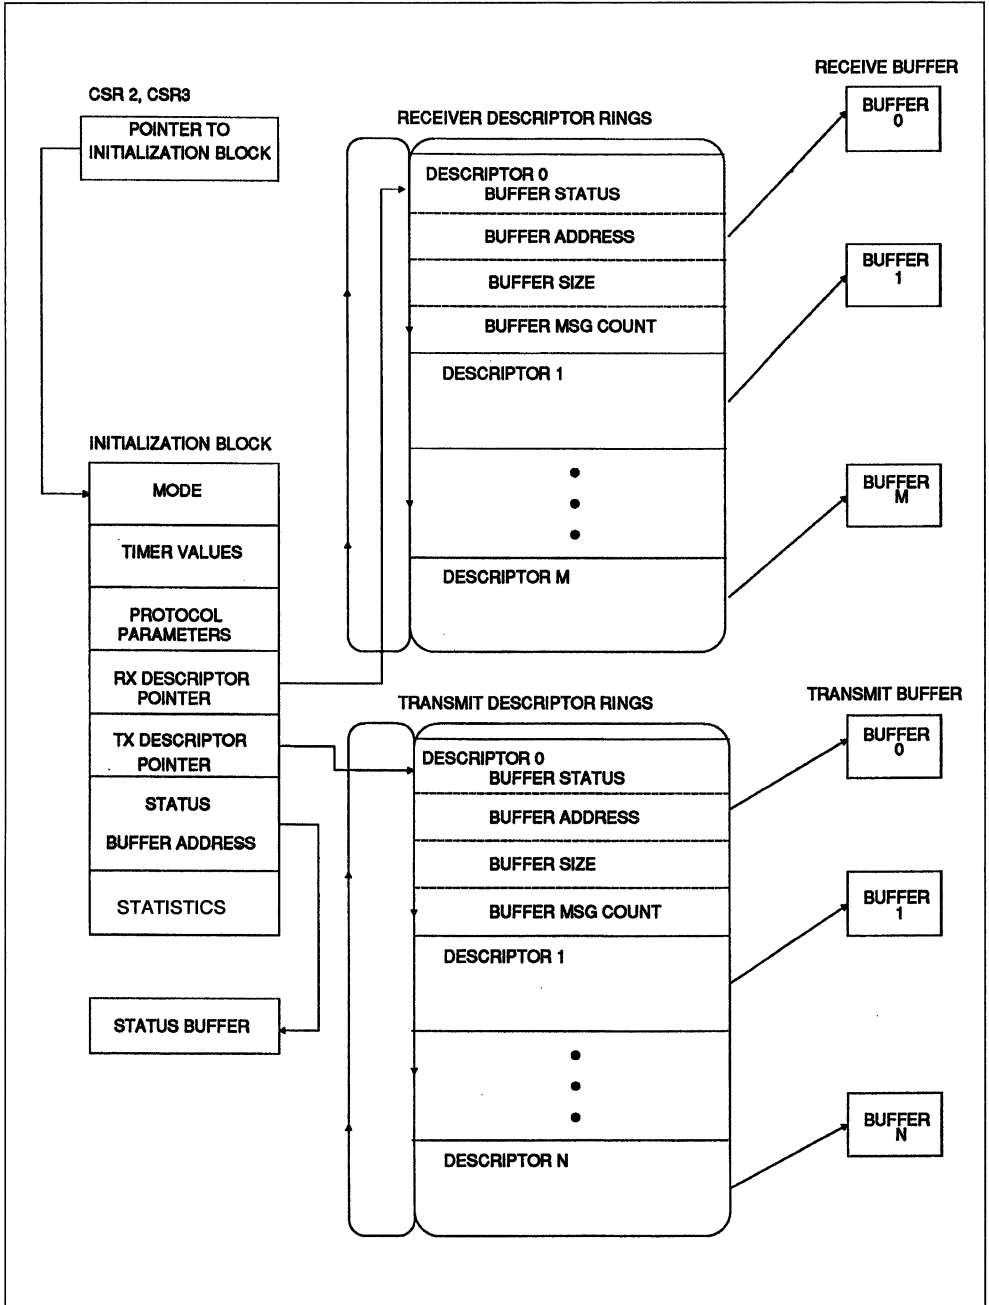 CSR 2, CSR3
POINTER TO
INITIALIZATION BLOCK
INITIALIZATION BLOCK
MODE
TIMER VALUES
PROTOCOL
PARAMETERS
RX DESCRIPTOR
POINTER
TX DESCRIPTOR
POINTER
STATUS
BUFFER ADDRESS
STATISTICS
STATUS BUFFER
RECEIVER DESCRIPTOR RINGS
DESCRIPTOR 0
BUFFER STATUS
BUFFER ADDRESS
BUFFER SIZE
BUFFER MSG COUNT
DESCRIPTOR 1
DESCRIPTOR M
RECEIVE BUFFER
BUFFER
0
BUFFER
1
BUFFER
M
TRANSMIT DESCRIPTOR RINGS
DESCRIPTOR 0
BUFFER STATUS
BUFFER ADDRESS
BUFFER SIZE
BUFFER MSG COUNT
DESCRIPTOR 1
DESCRIPTOR N
TRANSMIT BUFFER
BUFFER
0
BUFFER
1
BUFFER
N